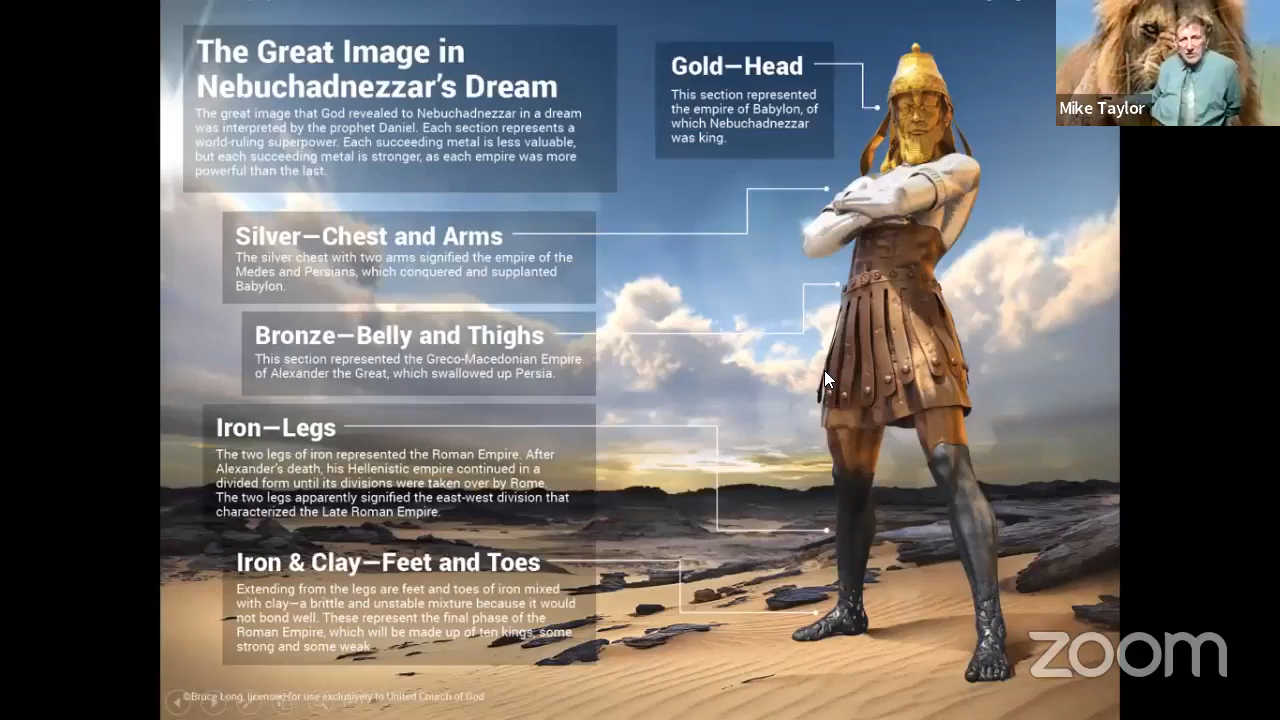 The Great Image in
Nebuchadnezzar's Dream
The great image that God revealed to Nebuchadnezzar in a dream
was interpreted by the prophet Daniel. Each section represents a
world-ruling superpower. Each succeeding metal is less valuable,
but each succeeding metal is stronger, as each empire was more
powerful than the last.
Gold—Head
This section represented
the empire of Babylon, of
which Nebuchadnezzar
was king.
Mike Taylor
Silver—Chest and Arms
The silver chest with two arms signified the empire of the
Medes and Persians, which conquered and supplanted
Babylon.
Bronze—Belly and Thighs
This section represented the Greco-Macedonian Empire
of Alexander the Great, which swallowed up Persia.
Iron—Legs
The two legs of iron represented the Roman Empire. After
Alexander's death, his Hellenistic empire continued in a
divided form until its divisions were taken over by Rome.
The two legs apparently signified the east-west division that
characterized the Late Roman Empire.
Iron & Clay—Feet and Toes
Extending from the legs are feet and toes of iron mixed
with clay—a brittle and unstable mixture because it would
not bond well. These represent the final phase of the
Roman Empire, which will be made up of ten kings, some
strong and some weak.
©Bruce Long, licensed for use exclusively to United Church of God
zoom